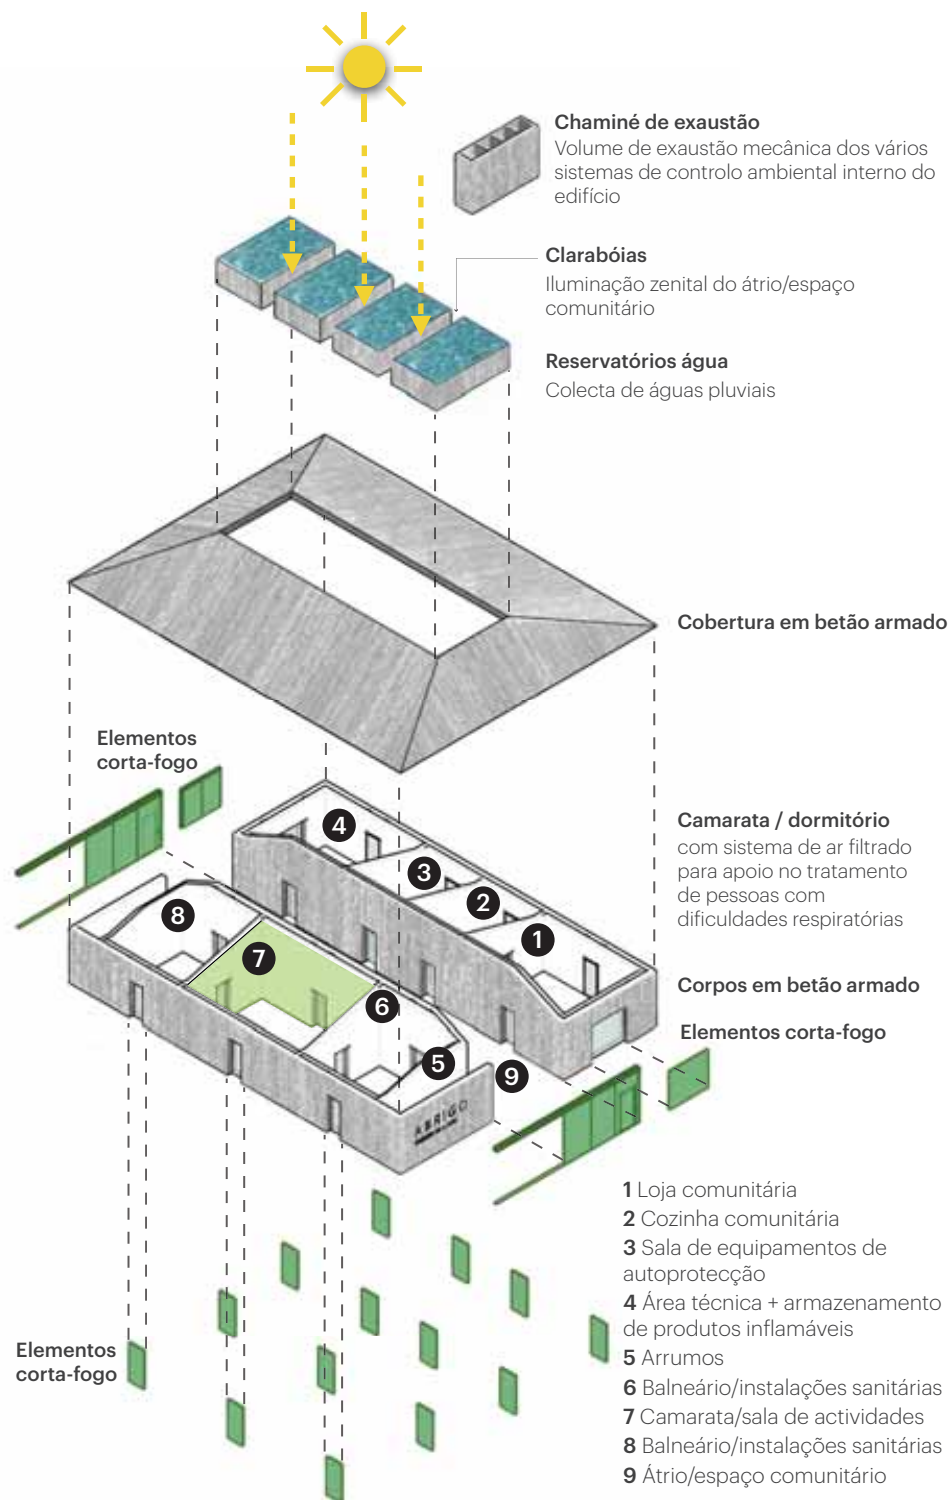 Chaminé de exaustão
Volume de exaustão mecânica dos vários
sistemas de controlo ambiental interno do
edifício
Clarabóias
Iluminação zenital do átrio/espaço
comunitário
Reservatórios água
Colecta de águas pluviais
Cobertura em betão armado
Elementos
corta-fogo
Camarata / dormitório
com sistema de ar filtrado
para apoio no tratamento
de pessoas com
dificuldades respiratórias
Corpos em betão armado
Elementos corta-fogo
4
3
2
1
8
7
6
5
9
ABRIGO
1 Loja comunitária
2 Cozinha comunitária
3 Sala de equipamentos de
autoprotecção
4 Área técnica + armazenamento
de produtos inflamáveis
5 Arrumos
6 Balneário/instalações sanitárias
7 Camarata/sala de actividades
8 Balneário/instalações sanitárias
9 Átrio/espaço comunitário
Elementos
corta-fogo